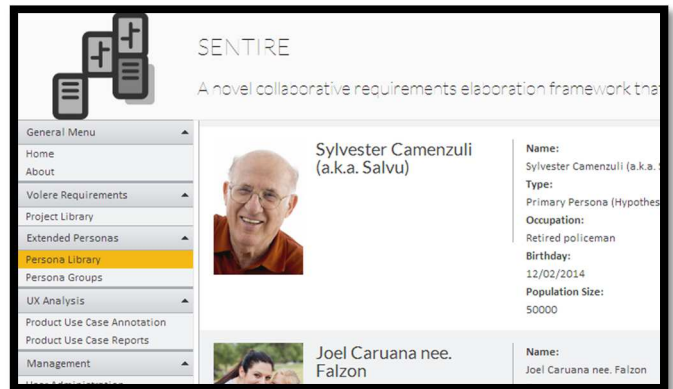 SENTIRE
A novel collaborative requirements elaboration framework
General Menu
Home
About
Volere Requirements
Project Library
Extended Personas
Persona Library
Persona Groups
UX Analysis
Product Use Case Annotation
Product Use Case Reports
Management
User Administration
Sylvester Camenzuli
(a.k.a. Salvu)
Name:
Sylvester Camenzuli (a.k.a.
Type:
Primary Persona
Occupation:
Retired policeman
Birthday:
12/02/2014
Population Size:
50000
Joel Caruana nee.
Falzon
Name:
Joel Caruana nee. Falzon